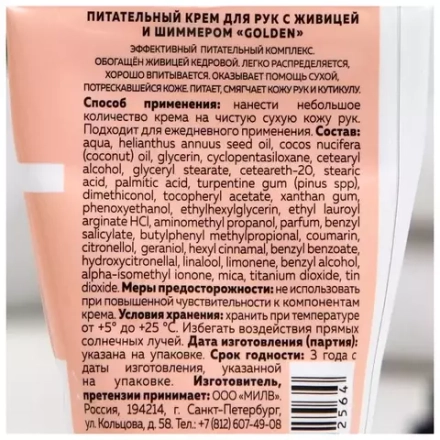 ПИТАТЕЛЬНЫЙ КРЕМ ДЛЯ РУК С ЖИВИЦЕЙ
И ШИММЕРОМ «GOLDEN»
ЭФФЕКТИВНЫЙ ПИТАТЕЛЬНЫЙ КОМПЛЕКС.
ОБОГАЩЁН ЖИВИЦЕЙ КЕДРОВОЙ. ЛЕГКО РАСПРЕДЕЛЯЕТСЯ,
ХОРОШО ВПИТЫВАЕТСЯ. ОКАЗЫВАЕТ ПОМОЩЬ СУХОЙ,
ПОТРЕСКАВШЕЙСЯ КОЖЕ. ПИТАЕТ, СМЯГЧАЕТ КОЖУ РУК И КУТИКУЛУ.
Способ применения: нанести небольшое
количество крема на чистую сухую кожу рук.
Подходит для ежедневного применения. Состав:
aqua, helianthus annuus seed oil, cocos nucifera
(coconut) oil, glycerin, cyclopentasiloxane, cetearyl
alcohol, glyceryl stearate, ceteareth-20, stearic
acid, palmitic acid, turpentine gum (pinus spp),
dimethiconol, tocopheryl acetate, xanthan gum,
phenoxyethanol, ethylhexylglycerin, ethyl lauroyl
arginate HCl, aminomethyl propanol, parfum, benzyl
salicylate, butylphenyl methylpropional, coumarin,
citronellol, geraniol, hexyl cinnamal, benzyl benzoate,
hydroxycitronellal, linalool, limonene, benzyl alcohol,
alpha-isomethyl ionone, mica, titanium dioxide, tin
dioxide. Меры предосторожности: не использовать
при повышенной чувствительности к компонентам
крема. Условия хранения: хранить при температуре
от +5° до +25 °C. Избегать воздействия прямых
солнечных лучей. Дата изготовления (партия):
указана на упаковке. Срок годности: 3 года с
даты изготовления, указанной
на упаковке. Изготовитель,
претензии принимает: ООО «МИЛВ».
Россия, 194214, г. Санкт-Петербург,
ул. Кольцова, д. 58. Тел.: +7 (812) 607-49-08
2564